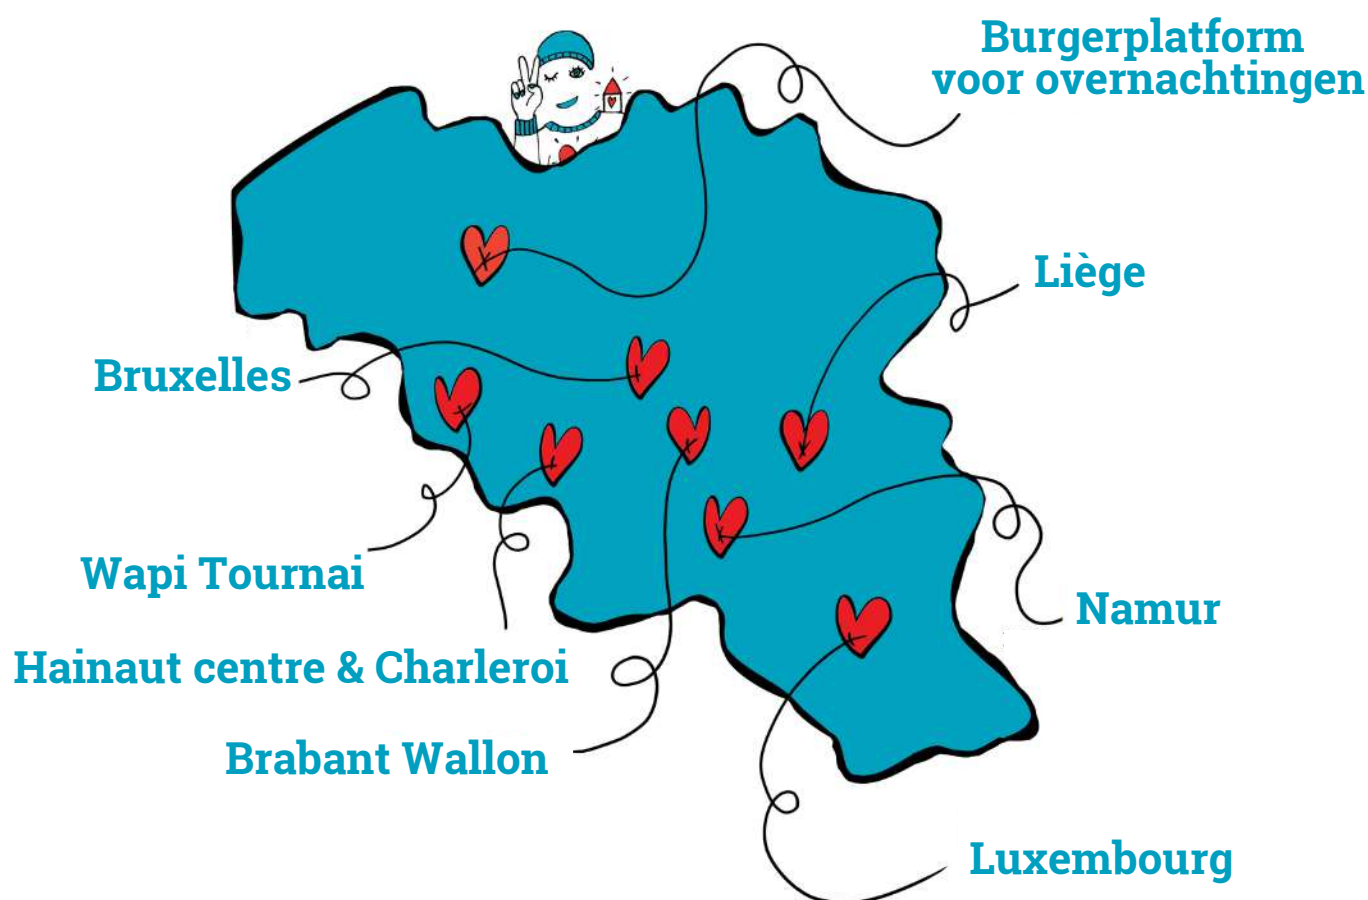 Burgerplatform
voor overnachtingen
Liège
Bruxelles
Wapi Tournai
Namur
Hainaut centre & Charleroi
Brabant Wallon
Luxembourg